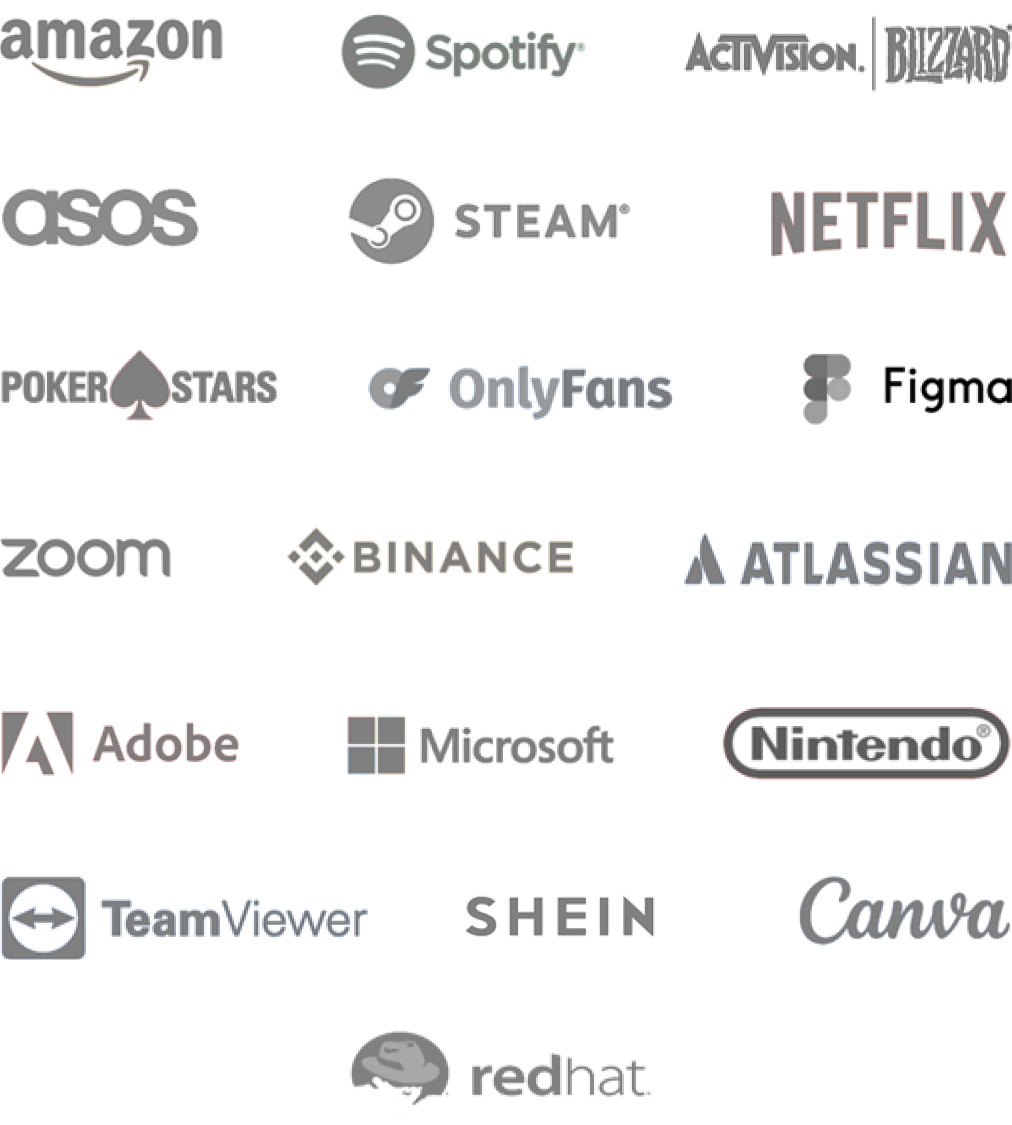 amazon Spotify® ACTIVISION. BLIZZARD
asos STEAM® NETFLIX
POKER STARS OnlyFans Figma
zoom BINANCE ATLASSIAN
Adobe Microsoft Nintendo®
TeamViewer SHEIN Canva
redhat.